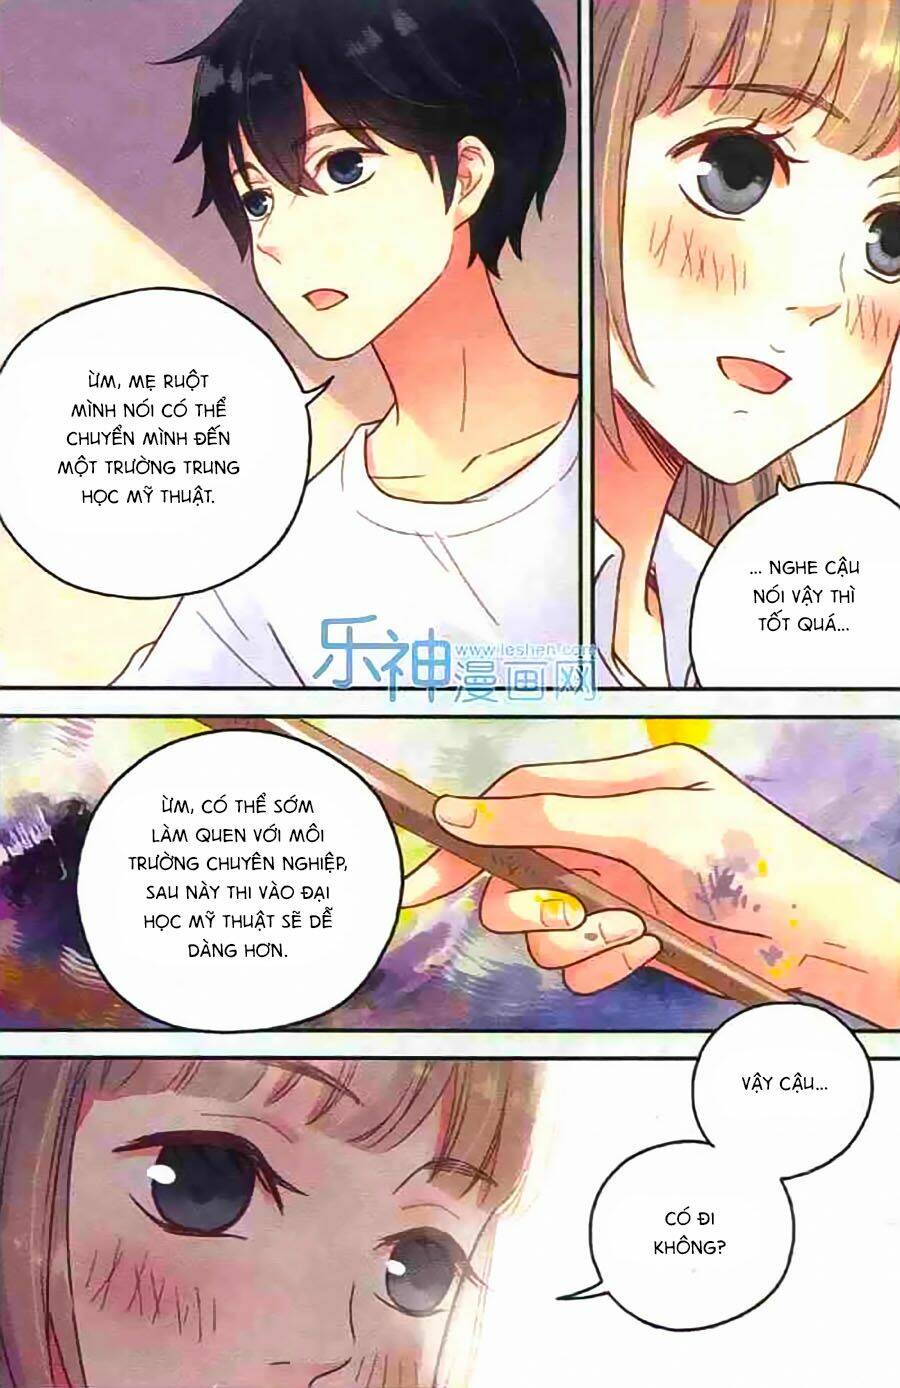 ỪM, MẸ RUỘT
MÌNH NÓI CÓ THỂ
CHUYỂN MÌNH ĐẾN
MỘT TRƯỜNG TRUNG
HỌC MỸ THUẬT.
... NGHE CẬU
NÓI VẬY THÌ
TỐT QUÁ...
乐神漫画网
www.leshen.com
ỪM, CÓ THỂ SỚM
LÀM QUEN VỚI MÔI
TRƯỜNG CHUYÊN NGHIỆP,
SAU NÀY THI VÀO ĐẠI
HỌC MỸ THUẬT SẼ DỄ
DÀNG HƠN.
VẬY CẬU...
CÓ ĐI
KHÔNG?